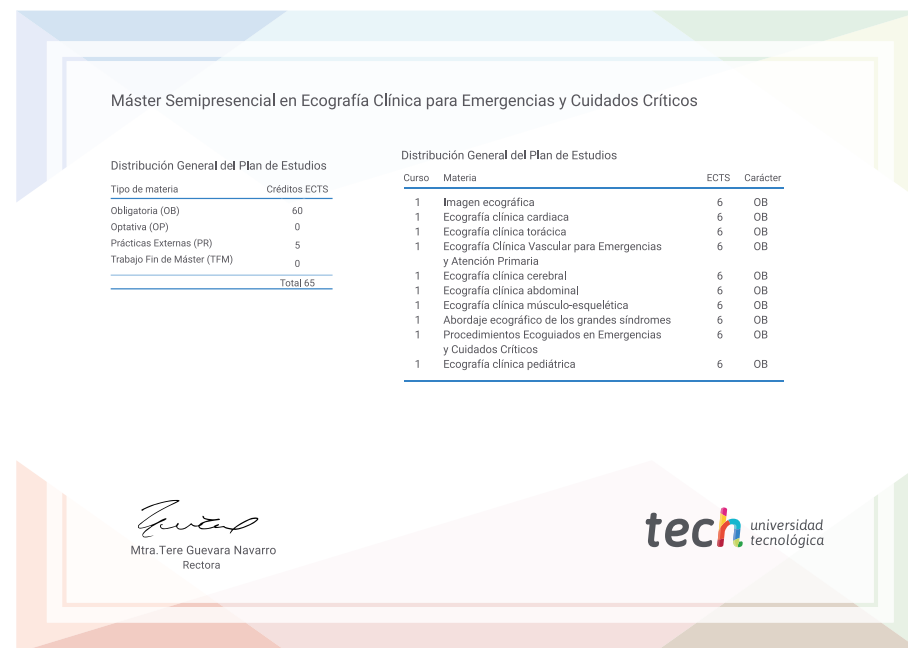 Máster Semipresencial en Ecografía Clínica para Emergencias y Cuidados Críticos
Distribución General del Plan de Estudios
Tipo de materia Créditos ECTS
Obligatoria (OB) 60
Optativa (OP) 0
Prácticas Externas (PR) 5
Trabajo Fin de Máster (TFM) 0
Total 65
Distribución General del Plan de Estudios
Curso Materia ECTS Carácter
1 Imagen ecográfica 6 OB
1 Ecografía clínica cardiaca 6 OB
1 Ecografía clínica torácica 6 OB
1 Ecografía Clínica Vascular para Emergencias 6 OB
y Atención Primaria
1 Ecografía clínica cerebral 6 OB
1 Ecografía clínica abdominal 6 OB
1 Ecografía clínica músculo-esquelética 6 OB
1 Abordaje ecográfico de los grandes síndromes 6 OB
1 Procedimientos Ecoguiados en Emergencias 6 OB
y Cuidados Críticos
1 Ecografía clínica pediátrica 6 OB
Mtra.Tere Guevara Navarro
Rectora
tech universidad
tecnológica